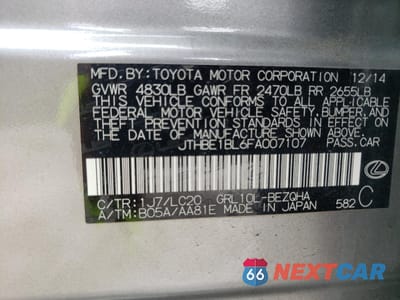 MFD.BY:TOYOTA MOTOR CORPORATION 12/14
GVWR 4830LB GAWR FR 2470LB RR 2655LB
THIS VEHICLE CONFORMS TO ALL APPLICABLE
FEDERAL MOTOR VEHICLE SAFETY, BUMPER, AND
THEFT PREVENTION STANDARDS IN EFFECT ON
THE DATE OF MANUFACTURE SHOWN ABOVE.
JTHBE1BL6FA007107 PASS.CAR
C/TR:1J7/LC20 GRL10L-BEZQHA
A/TM:B05A/AA81E MADE IN JAPAN 582 C
66 NEXTCAR